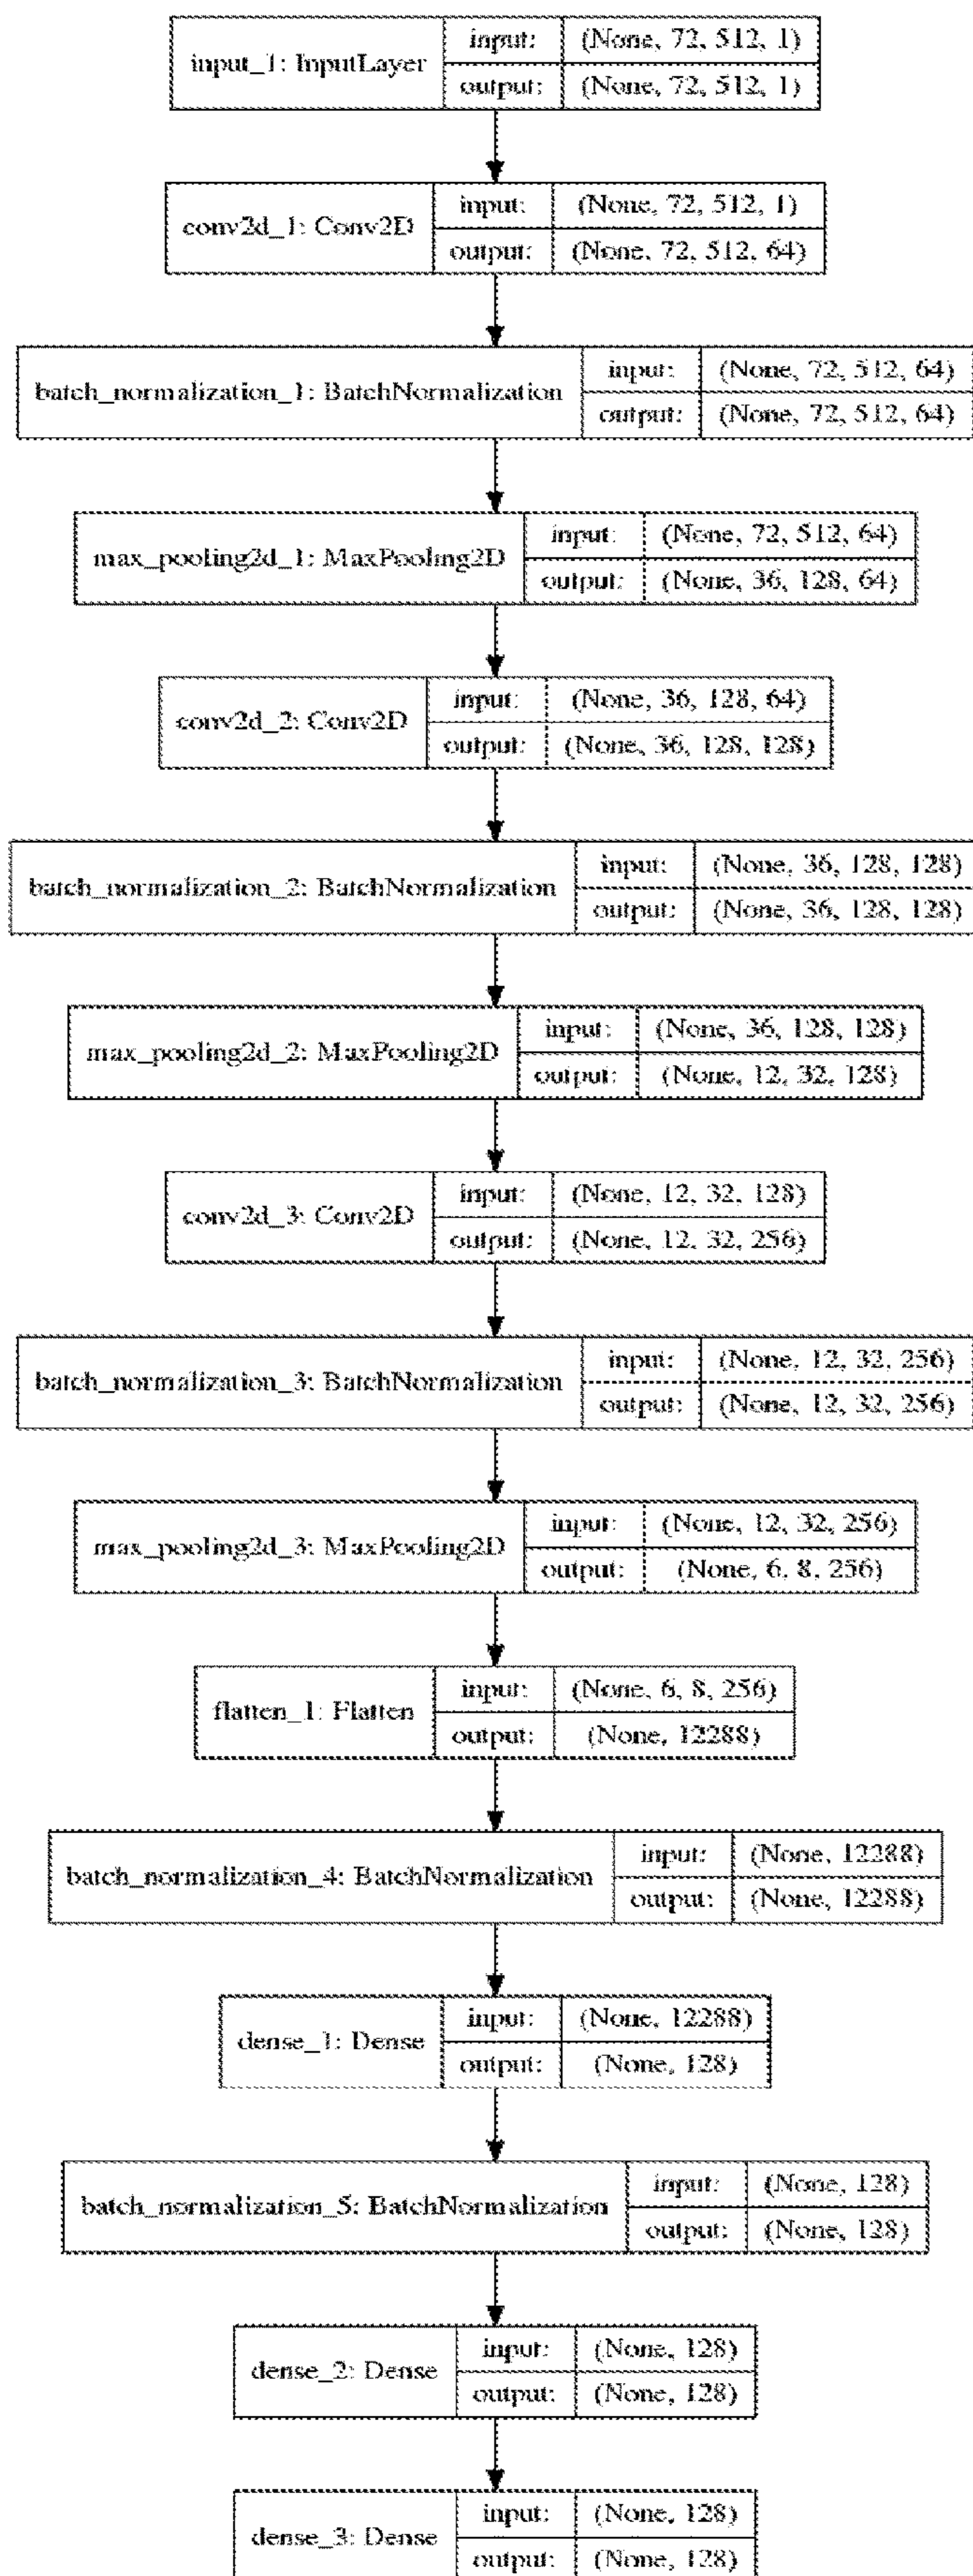 input_1: InputLayer
input: (None, 72, 512, 1)
output: (None, 72, 512, 1)
conv2d_1: Conv2D
input: (None, 72, 512, 1)
output: (None, 72, 512, 64)
batch_normalization_1: BatchNormalization
input: (None, 72, 512, 64)
output: (None, 72, 512, 64)
max_pooling2d_1: MaxPooling2D
input: (None, 72, 512, 64)
output: (None, 36, 128, 64)
conv2d_2: Conv2D
input: (None, 36, 128, 64)
output: (None, 36, 128, 128)
batch_normalization_2: BatchNormalization
input: (None, 36, 128, 128)
output: (None, 36, 128, 128)
max_pooling2d_2: MaxPooling2D
input: (None, 36, 128, 128)
output: (None, 12, 32, 128)
conv2d_3: Conv2D
input: (None, 12, 32, 128)
output: (None, 12, 32, 256)
batch_normalization_3: BatchNormalization
input: (None, 12, 32, 256)
output: (None, 12, 32, 256)
max_pooling2d_3: MaxPooling2D
input: (None, 12, 32, 256)
output: (None, 6, 8, 256)
flatten_1: Flatten
input: (None, 6, 8, 256)
output: (None, 12288)
batch_normalization_4: BatchNormalization
input: (None, 12288)
output: (None, 12288)
dense_1: Dense
input: (None, 12288)
output: (None, 128)
batch_normalization_5: BatchNormalization
input: (None, 128)
output: (None, 128)
dense_2: Dense
input: (None, 128)
output: (None, 128)
dense_3: Dense
input: (None, 128)
output: (None, 128)